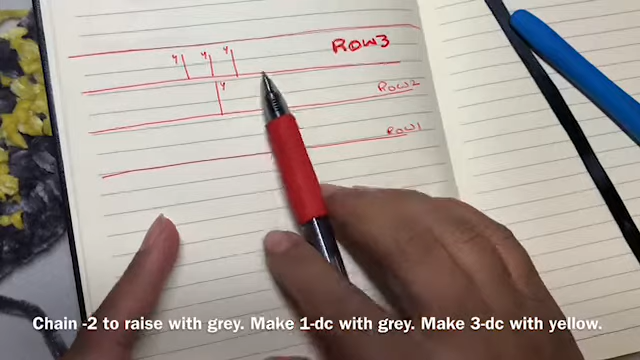 y y y ROW3
y ROW2
ROW1
Chain -2 to raise with grey. Make 1-dc with grey. Make 3-dc with yellow.